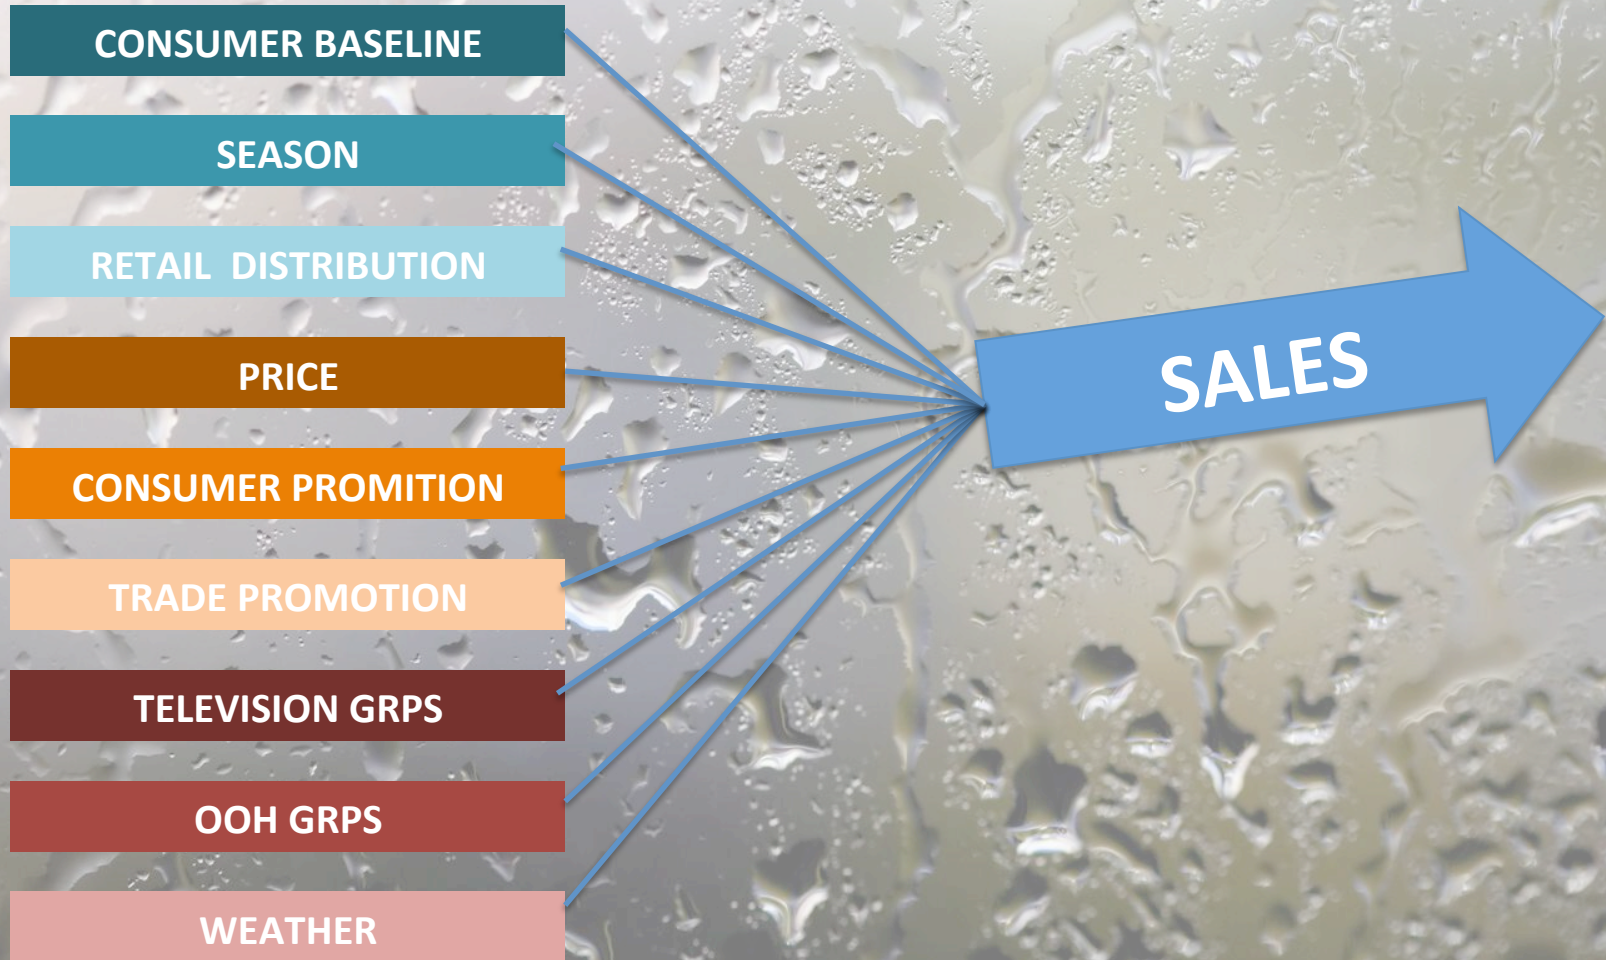 CONSUMER BASELINE
SEASON
RETAIL DISTRIBUTION
PRICE
CONSUMER PROMITION
TRADE PROMOTION
TELEVISION GRPS
OOH GRPS
WEATHER
SALES